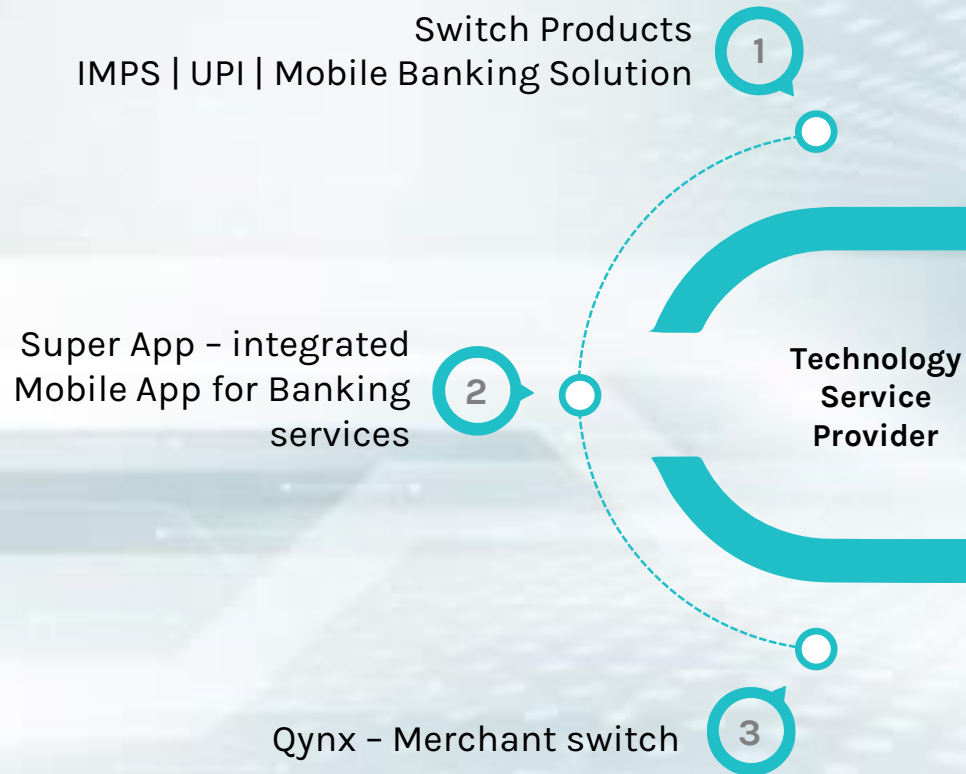 Switch Products
IMPS | UPI | Mobile Banking Solution
1
Super App – integrated
Mobile App for Banking
services
2
Technology
Service
Provider
Qynx – Merchant switch
3